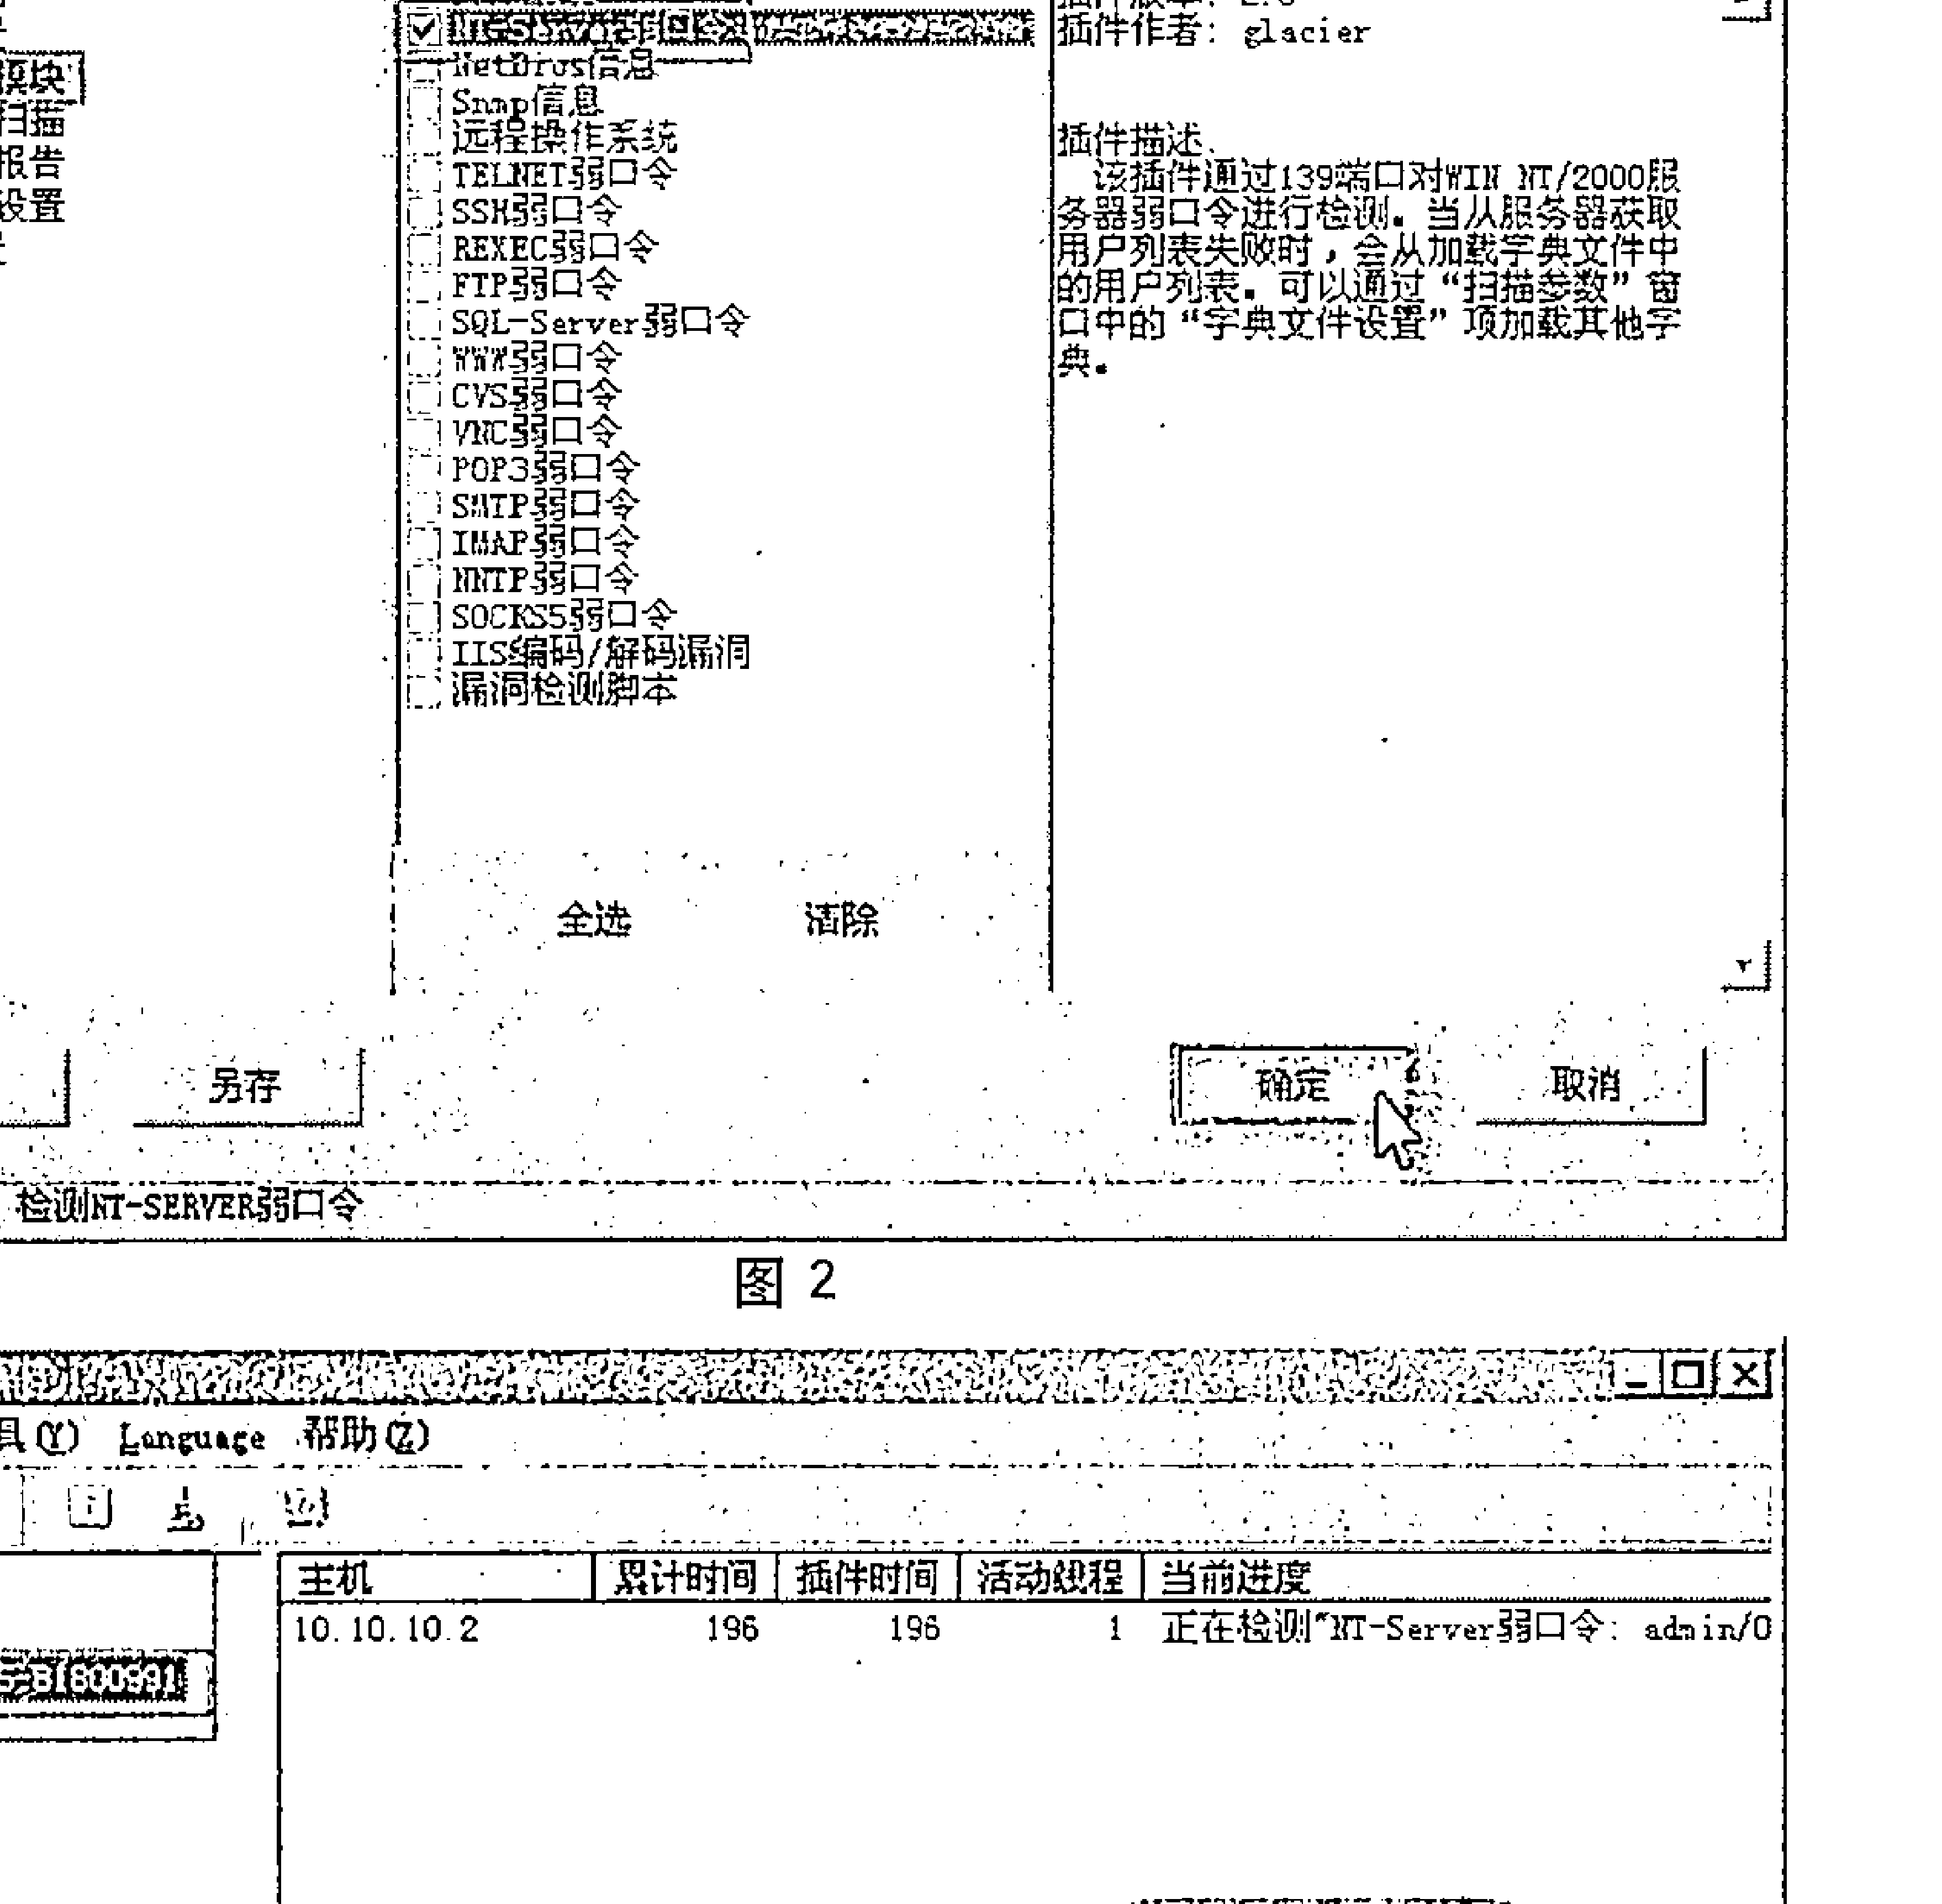 插件作者: glacier
模块
扫描
报告
设置
NT-Server弱口令
NetBios信息
Snmp信息
远程操作系统
TELNET弱口令
SSH弱口令
REXEC弱口令
FTP弱口令
SQL-Server弱口令
WWW弱口令
CVS弱口令
VNC弱口令
POP3弱口令
SMTP弱口令
IMAP弱口令
NNTP弱口令
SOCKS5弱口令
IIS编码/解码漏洞
漏洞检测脚本
插件描述:
该插件通过139端口对WIN NT/2000服
务器弱口令进行检测。当从服务器获取
用户列表失败时，会从加载字典文件中
的用户列表。可以通过“扫描参数”窗
口中的“字典文件设置”项加载其他字
典。
全选 清除
另存 确定 取消
检测NT-SERVER弱口令
图 2
具(Y) Language 帮助(Z)
主机 累计时间 插件时间 活动线程 当前进度
10.10.10.2 196 196 1 正在检测"NT-Server弱口令: admin/0